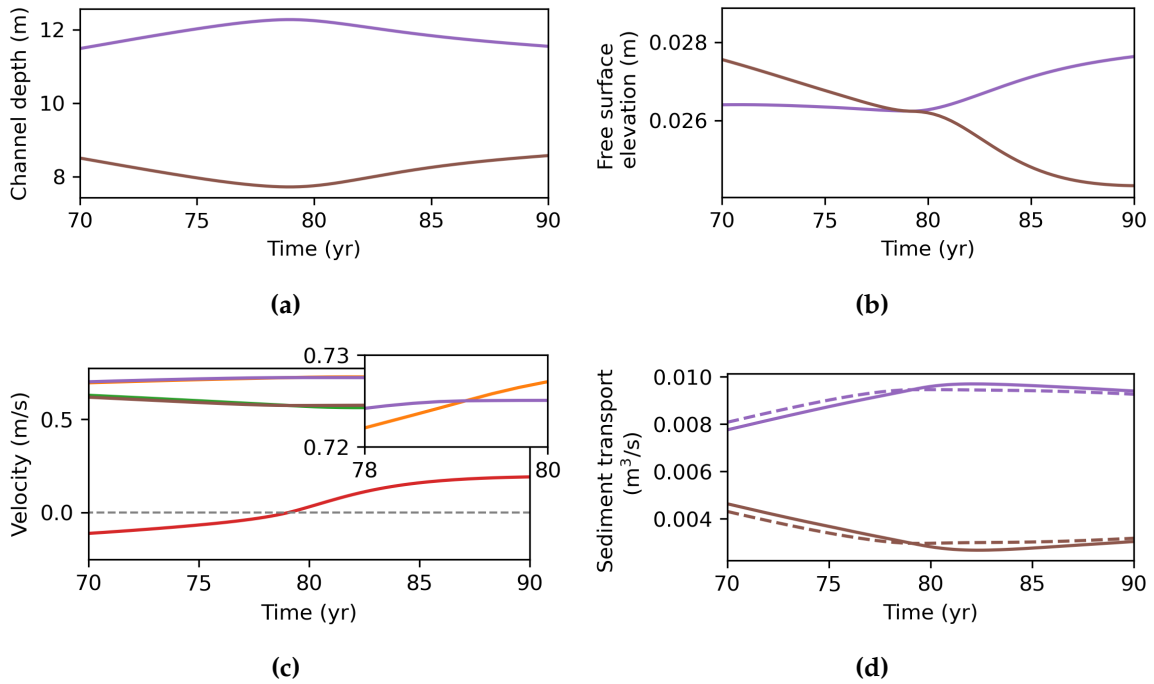 Channel depth (m)
12
10
8
70 75 80 85 90
Time (yr)
(a)
Free surface
elevation (m)
0.028
0.026
70 75 80 85 90
Time (yr)
(b)
Velocity (m/s)
0.5
0.0
0.73
0.72
78 80
70 75 80 85 90
Time (yr)
(c)
Sediment transport
(m³/s)
0.010
0.008
0.006
0.004
70 75 80 85 90
Time (yr)
(d)